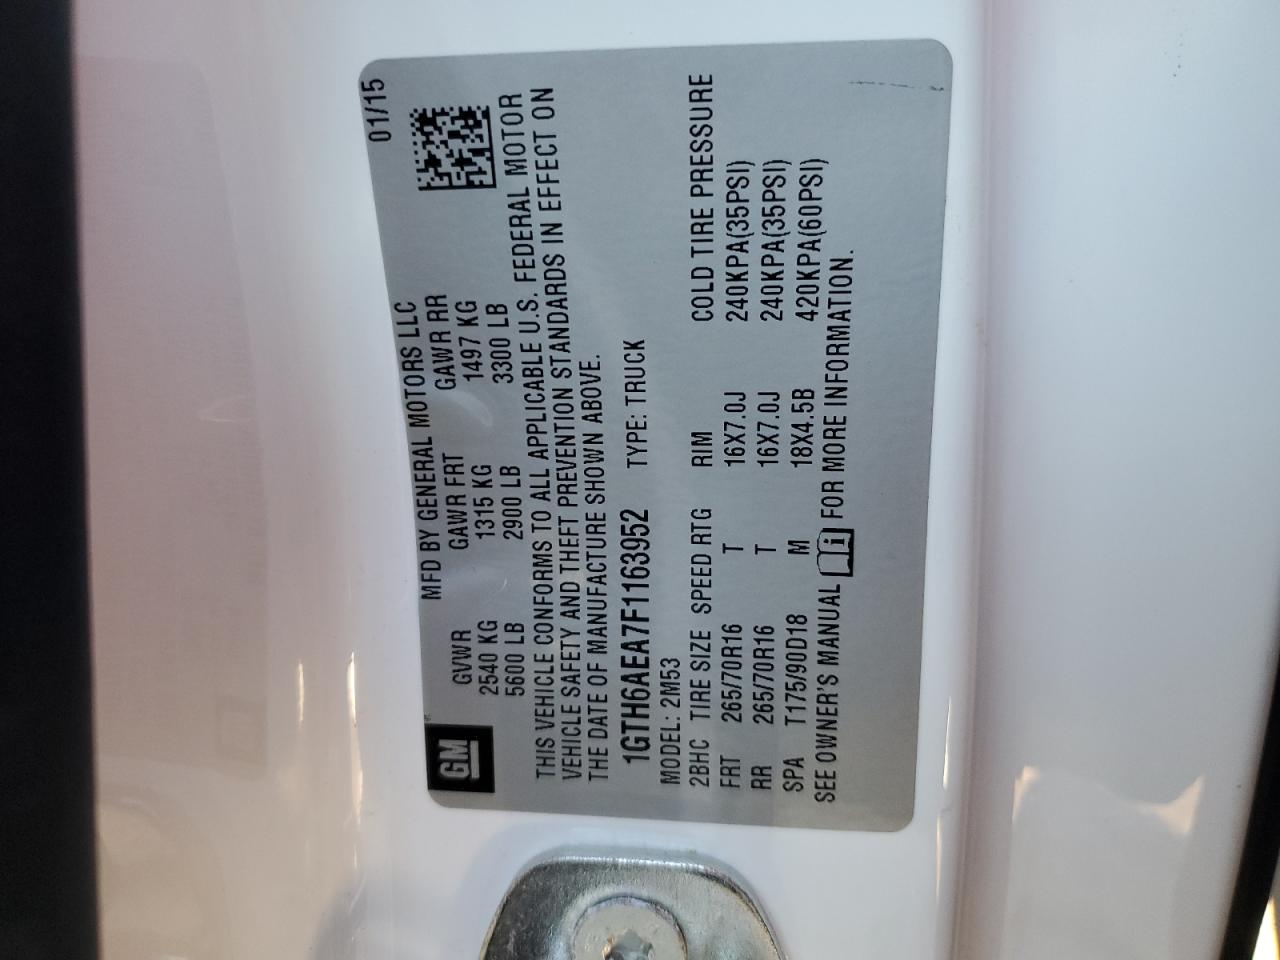 GM
MFD BY GENERAL MOTORS LLC 01/15
GVWR GAWR FRT GAWR RR
2540 KG 1315 KG 1497 KG
5600 LB 2900 LB 3300 LB
THIS VEHICLE CONFORMS TO ALL APPLICABLE U.S. FEDERAL MOTOR
VEHICLE SAFETY AND THEFT PREVENTION STANDARDS IN EFFECT ON
THE DATE OF MANUFACTURE SHOWN ABOVE.
1GTH6AEA7F1163952 TYPE: TRUCK
MODEL: 2M53
2BHC TIRE SIZE SPEED RTG RIM COLD TIRE PRESSURE
FRT 265/70R16 T 16X7.0J 240KPA(35PSI)
RR 265/70R16 T 16X7.0J 240KPA(35PSI)
SPA T175/90D18 M 18X4.5B 420KPA(60PSI)
SEE OWNER'S MANUAL FOR MORE INFORMATION.